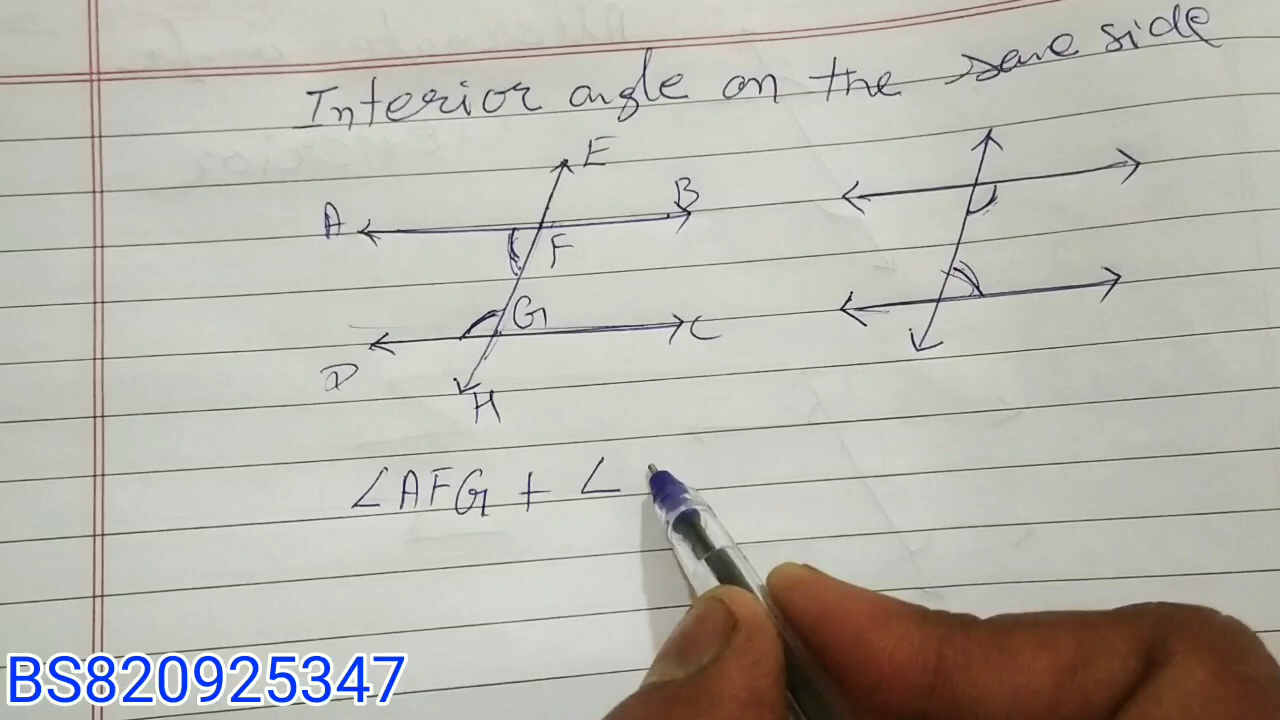 Interior angle on the same side
E
A
B
F
G
D
C
H
∠AFG + ∠
BS820925347